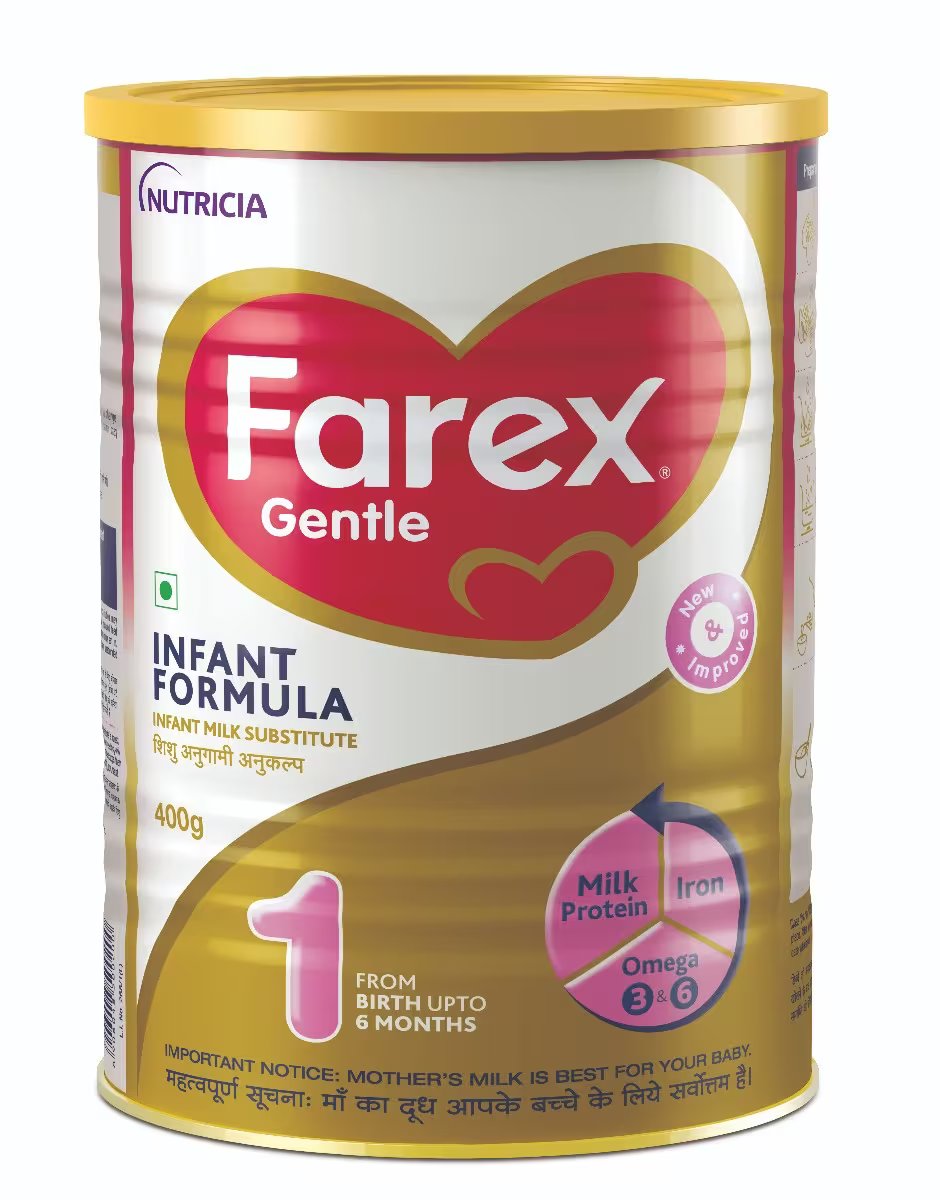 NUTRICIA
Farex®
Gentle
New
&
Improved
INFANT
FORMULA
INFANT MILK SUBSTITUTE
शिशु अनुगामी अनुकल्प
400g
Milk
Protein
Iron
Omega
3 & 6
1
FROM
BIRTH UPTO
6 MONTHS
IMPORTANT NOTICE: MOTHER'S MILK IS BEST FOR YOUR BABY.
महत्वपूर्ण सूचनाः माँ का दूध आपके बच्चे के लिये सर्वोत्तम है।